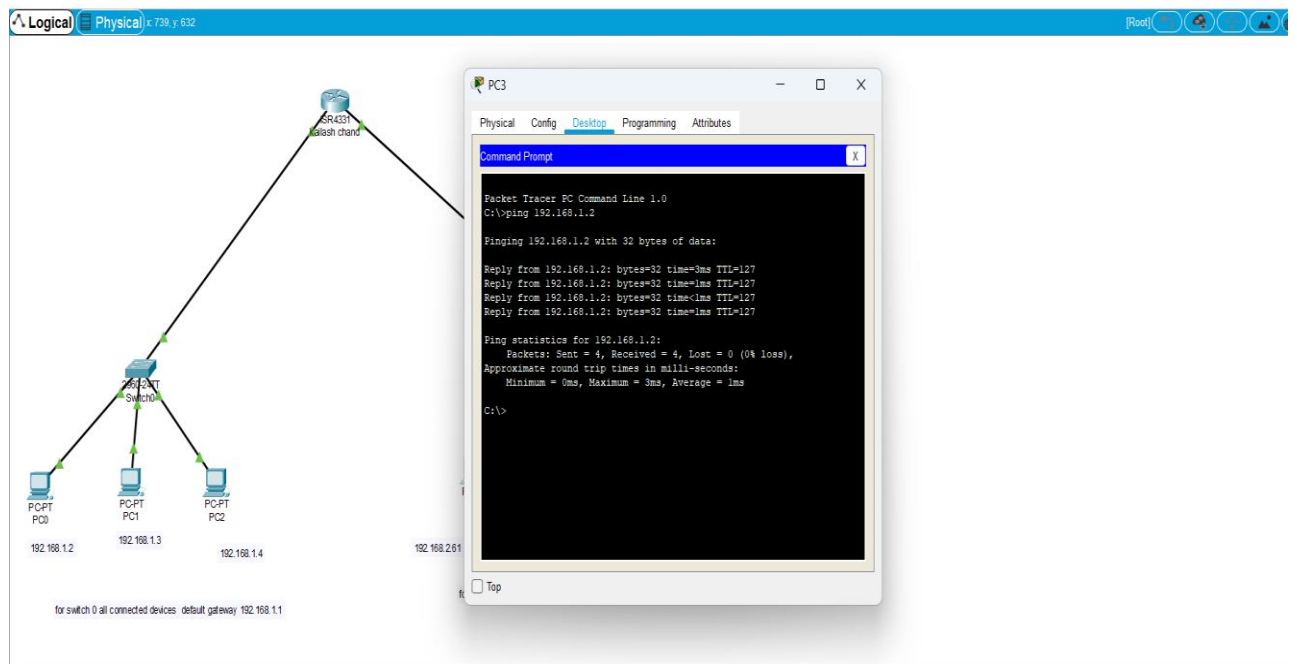 Logical Physical x: 739, y: 632
[Root]
ISR4331
Kailash chand
PC3
Physical Config Desktop Programming Attributes
Command Prompt X
Packet Tracer PC Command Line 1.0
C:\>ping 192.168.1.2
Pinging 192.168.1.2 with 32 bytes of data:
Reply from 192.168.1.2: bytes=32 time=3ms TTL=127
Reply from 192.168.1.2: bytes=32 time=1ms TTL=127
Reply from 192.168.1.2: bytes=32 time<1ms TTL=127
Reply from 192.168.1.2: bytes=32 time=1ms TTL=127
Ping statistics for 192.168.1.2:
Packets: Sent = 4, Received = 4, Lost = 0 (0% loss),
Approximate round trip times in milli-seconds:
Minimum = 0ms, Maximum = 3ms, Average = 1ms
C:\>
Top
2960-24TT
Switch0
PC-PT
PC0
PC-PT
PC1
PC-PT
PC2
192.168.1.2
192.168.1.3
192.168.1.4
192.168.2.61
for switch 0 all connected devices default gateway 192.168.1.1